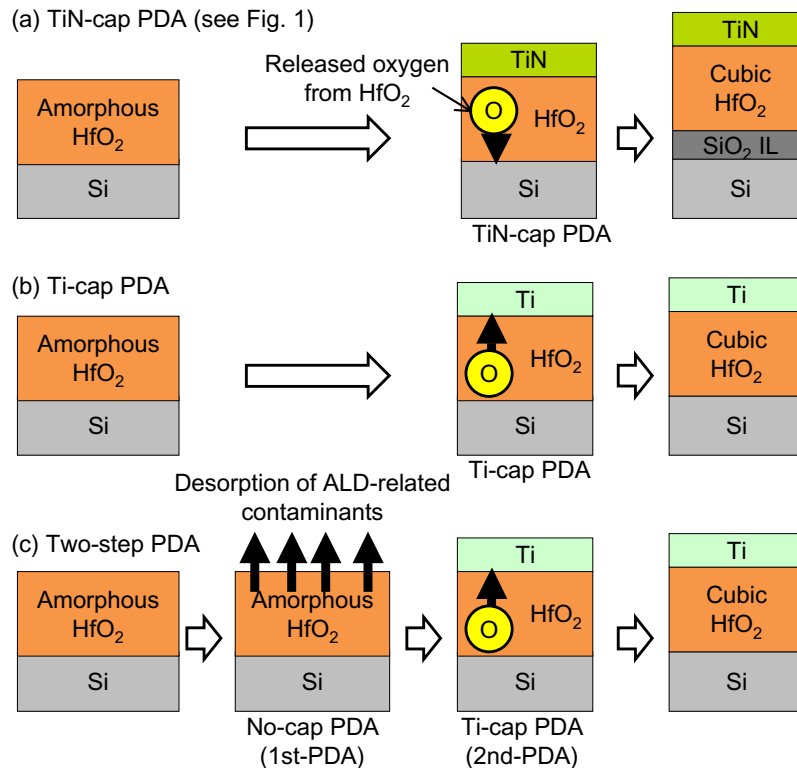 (a) TiN-cap PDA (see Fig. 1)
Amorphous
HfO₂
Si
Released oxygen
from HfO₂
TiN
O
HfO₂
Si
TiN-cap PDA
TiN
Cubic
HfO₂
SiO₂ IL
Si
(b) Ti-cap PDA
Amorphous
HfO₂
Si
Ti
HfO₂
O
Si
Ti-cap PDA
Ti
Cubic
HfO₂
Si
(c) Two-step PDA
Amorphous
HfO₂
Si
Desorption of ALD-related
contaminants
Amorphous
HfO₂
Si
No-cap PDA
(1st-PDA)
Ti
HfO₂
O
Si
Ti-cap PDA
(2nd-PDA)
Ti
Cubic
HfO₂
Si